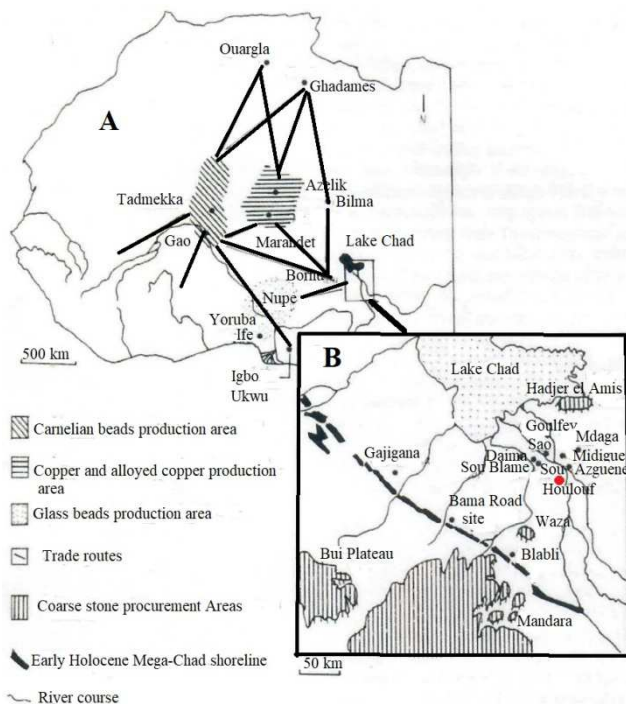 Ouargla
Ghadames
A
N
Azelik
Tadmekka
Bilma
Gao
Marandet
Lake Chad
Bornu
Nupe
Yoruba
Ife
500 km
Igbo
Ukwu
B
Lake Chad
Hadjer el Amis
Goulfey
Sao
Mdaga
Gajigana
Daima
Midigue
Sou Blame
Sou
Azguene
Houlouf
Bama Road
site
Waza
Bui Plateau
Blabli
Mandara
50 km
Carnelian beads production area
Copper and alloyed copper production
area
Glass beads production area
Trade routes
Coarse stone procurement Areas
Early Holocene Mega-Chad shoreline
River course